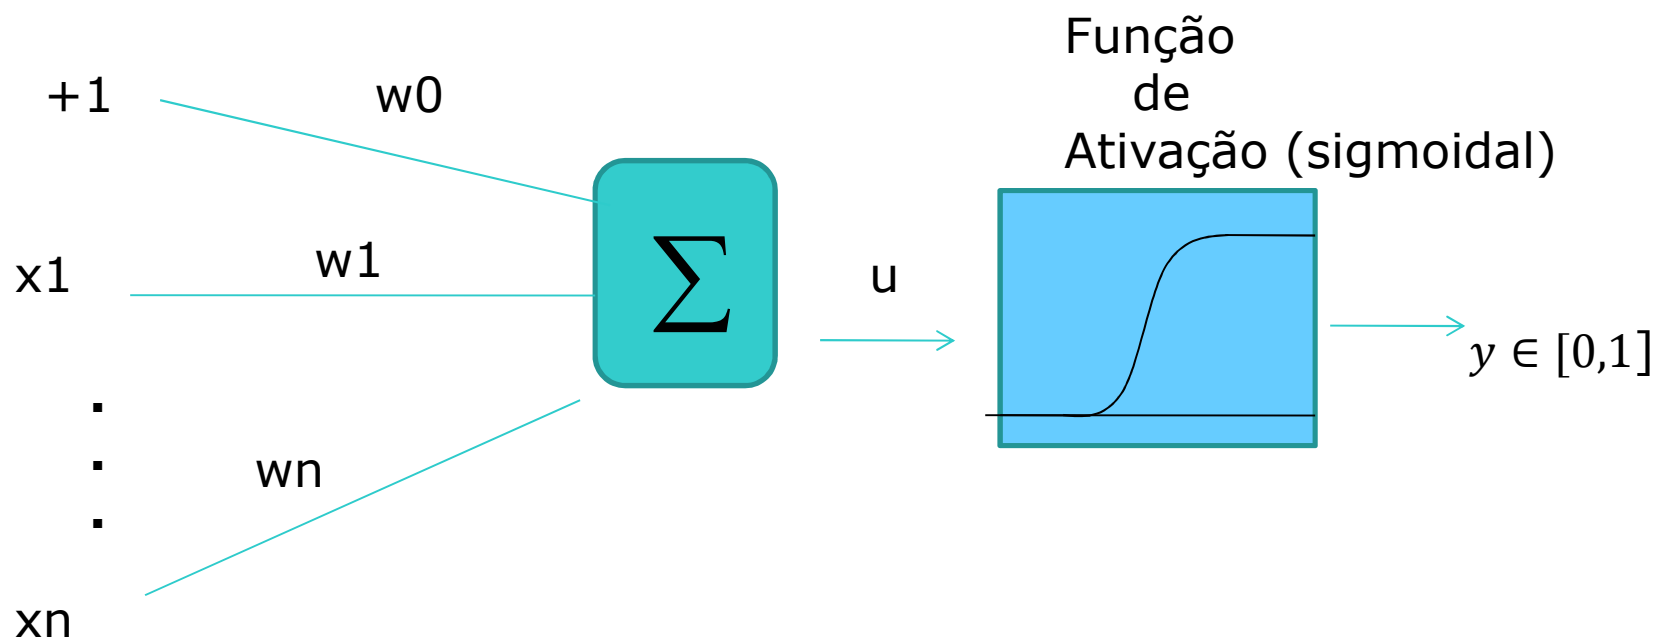 Função
de
Ativação (sigmoidal)
+1
w0
x1
w1
∑
u
y ∈ [0,1]
.
.
.
wn
xn